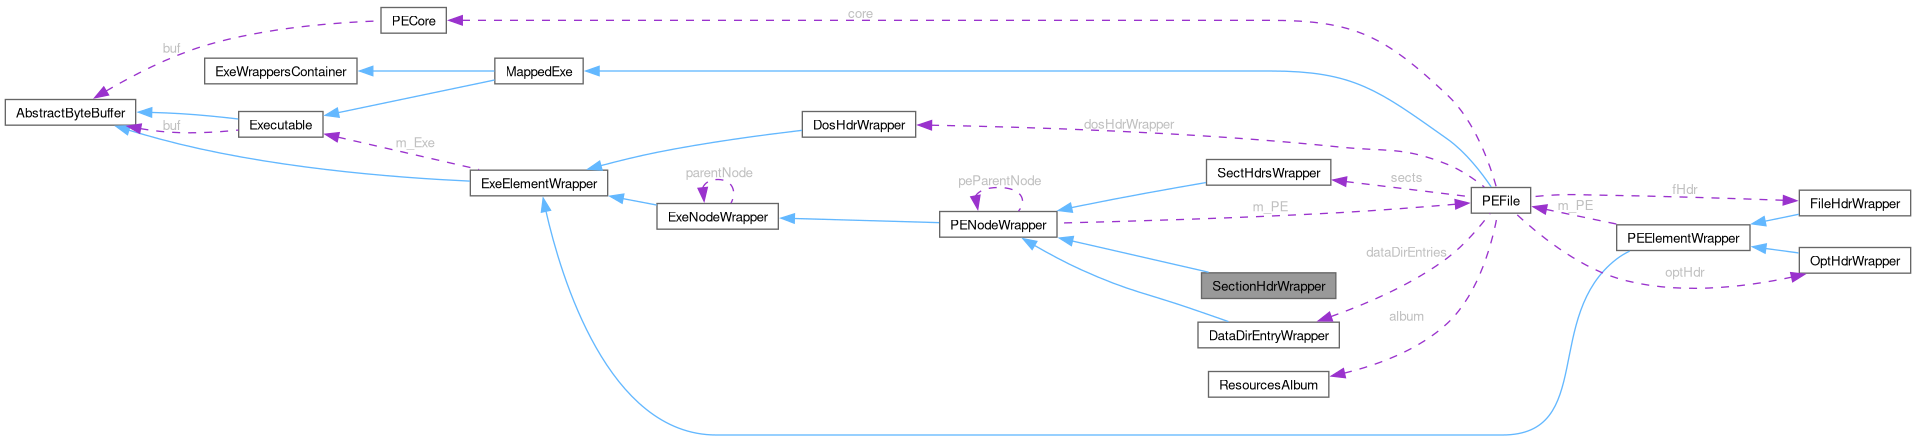 core
PECore
buf
ExeWrappersContainer
MappedExe
AbstractByteBuffer
Executable
buf
DosHdrWrapper
dosHdrWrapper
m_Exe
ExeElementWrapper
parentNode
ExeNodeWrapper
peParentNode
PENodeWrapper
SectHdrsWrapper
sects
m_PE
PEFile
fHdr
m_PE
FileHdrWrapper
PEElementWrapper
OptHdrWrapper
optHdr
dataDirEntries
SectionHdrWrapper
album
DataDirEntryWrapper
ResourcesAlbum